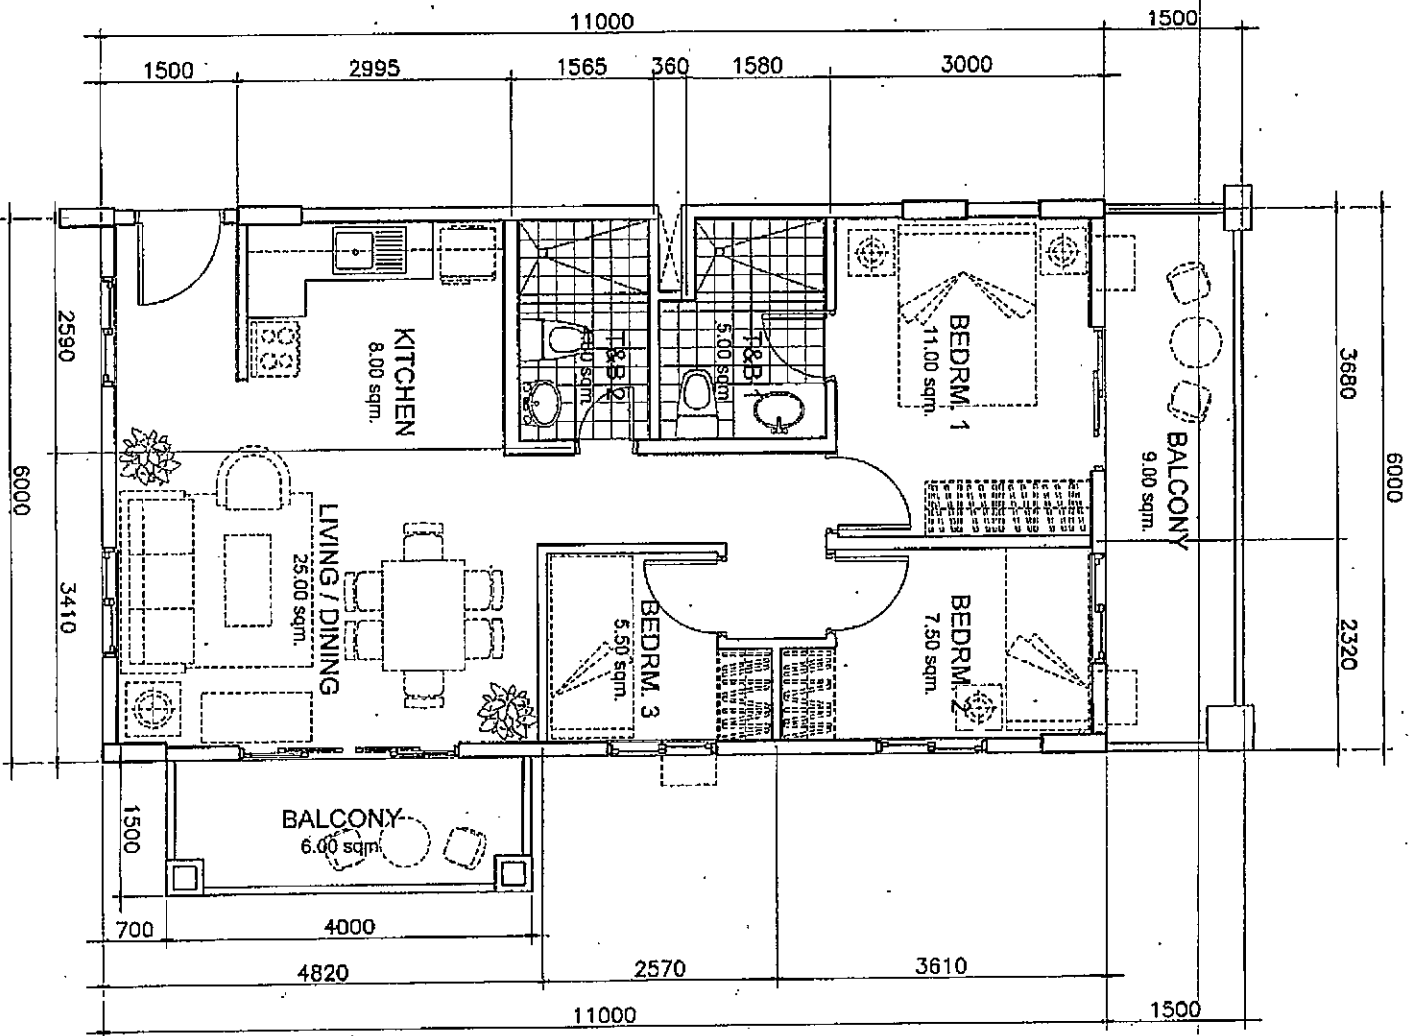 11000
1500
1500
2995
1565
360
1580
3000
2590
3410
6000
3680
2320
6000
KITCHEN
8.00 sqm.
T&B 2
sqm.
T&B 1
5.00 sqm.
BEDRM. 1
11.00 sqm.
BALCONY
9.00 sqm.
LIVING / DINING
25.00 sqm.
BEDRM. 3
5.50 sqm.
BEDRM. 2
7.50 sqm.
BALCONY
6.00 sqm.
1500
700
4000
4820
2570
3610
11000
1500